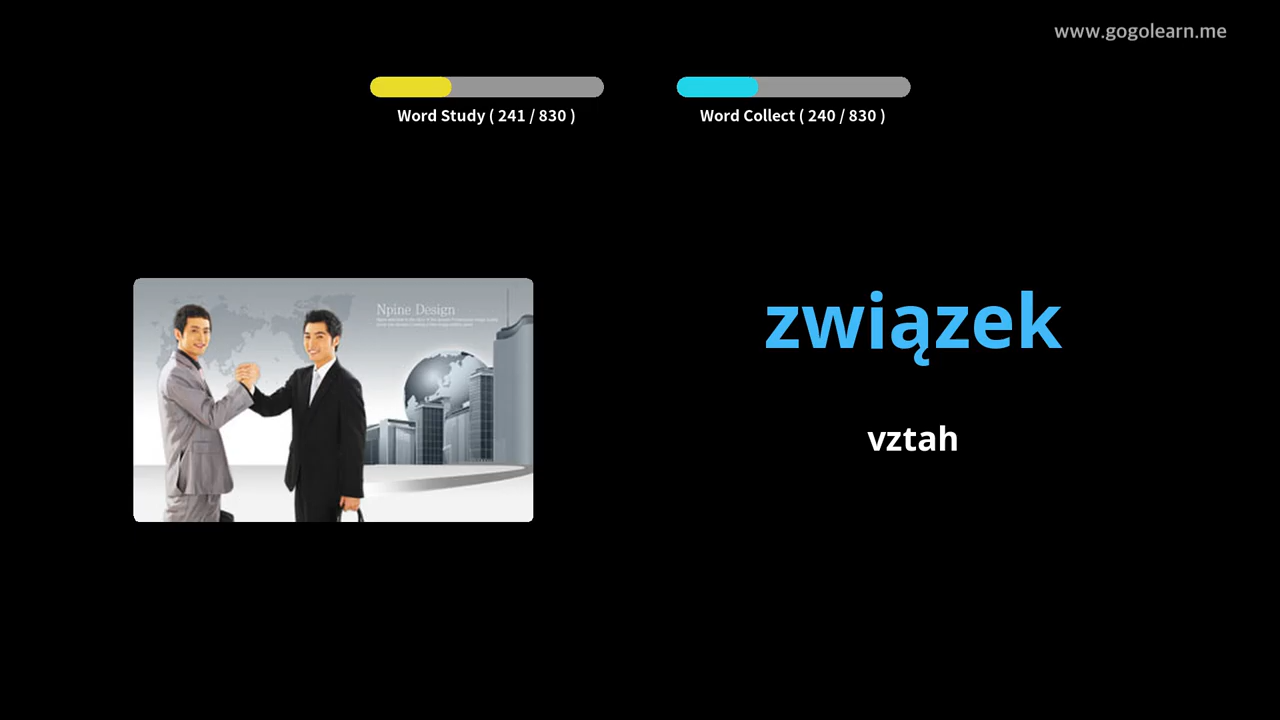 www.gogolearn.me
Word Study ( 241 / 830 )
Word Collect ( 240 / 830 )
Npine Design
związek
vztah